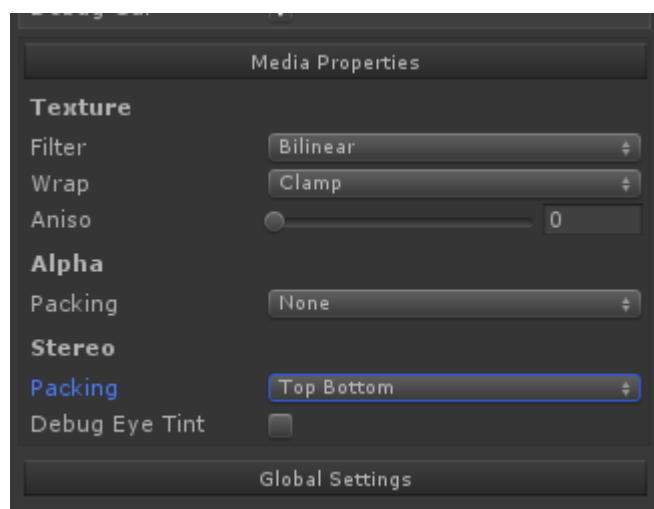 Media Properties
Texture
Filter Bilinear
Wrap Clamp
Aniso 0
Alpha
Packing None
Stereo
Packing Top Bottom
Debug Eye Tint
Global Settings